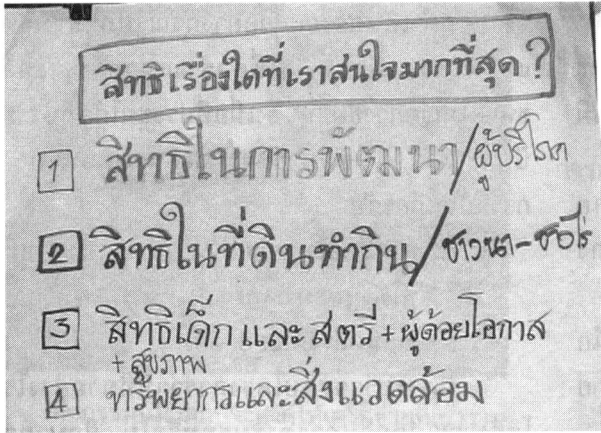 สิทธิเรื่องใดที่เราสนใจมากที่สุด?
1 สิทธิในการพัฒนา/ผู้บริโภค
2 สิทธิในที่ดินทำกิน/ชาวนา-ชาวไร่
3 สิทธิเด็ก และ สตรี + ผู้ด้อยโอกาส
+ สุขภาพ
4 ทรัพยากรและสิ่งแวดล้อม